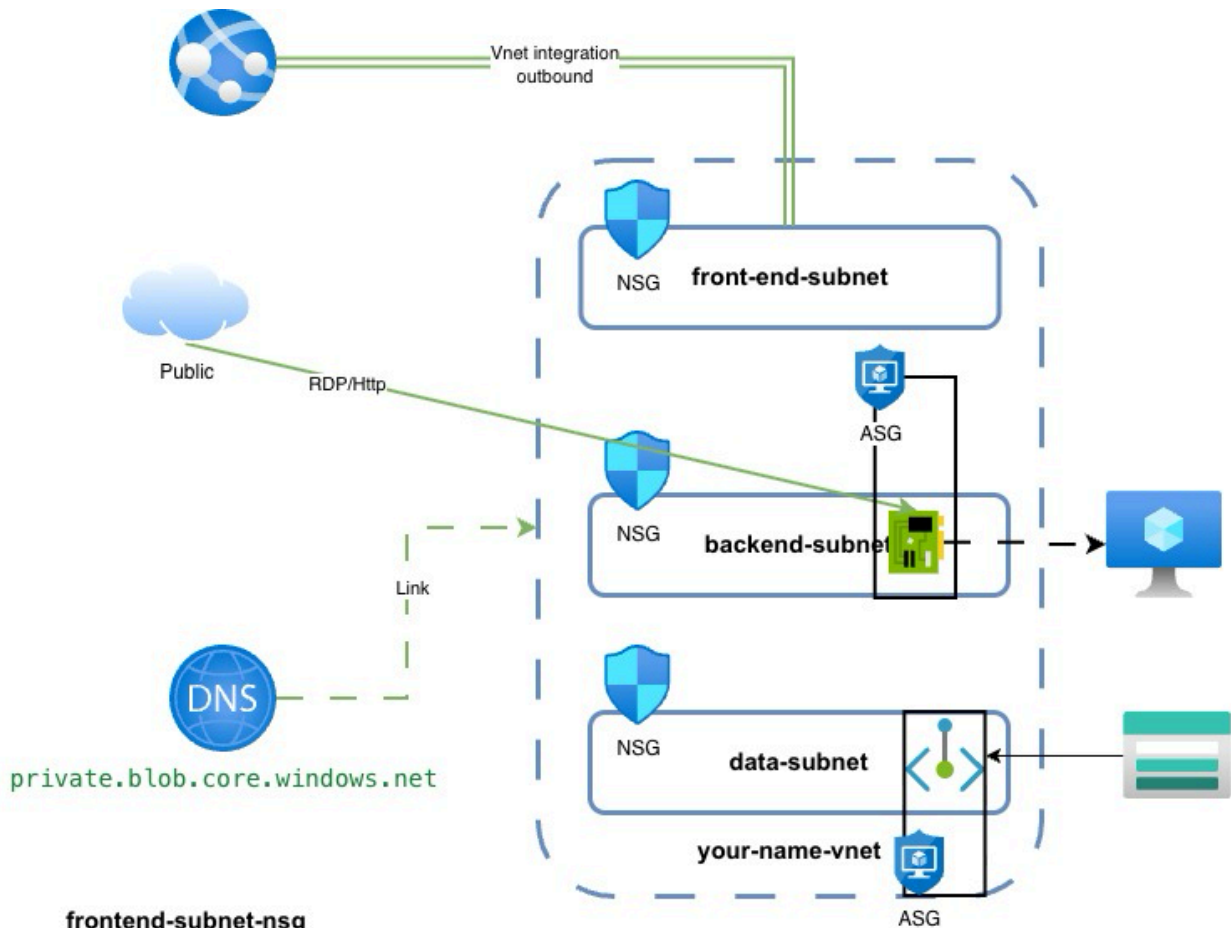 Vnet integration
outbound
NSG
front-end-subnet
Public
RDP/Http
ASG
NSG
backend-subnet
Link
DNS
private.blob.core.windows.net
NSG
data-subnet
your-name-vnet
ASG
frontend-subnet-nsg